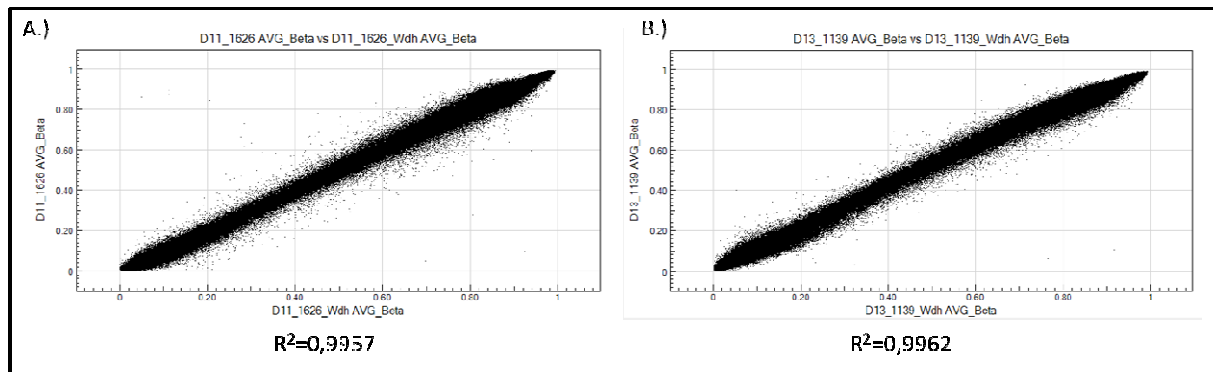 A.)
D11_1626 AVG_Beta vs D11_1626_Wdh AVG_Beta
D11_1626 AVG_Beta
1
0.80
0.60
0.40
0.20
0
0
0.20
0.40
0.60
0.80
1
D11_1626_Wdh AVG_Beta
R²=0,9957
B.)
D13_1139 AVG_Beta vs D13_1139_Wdh AVG_Beta
D13_1139 AVG_Beta
1
0.80
0.60
0.40
0.20
0
0
0.20
0.40
0.60
0.80
1
D13_1139_Wdh AVG_Beta
R²=0,9962